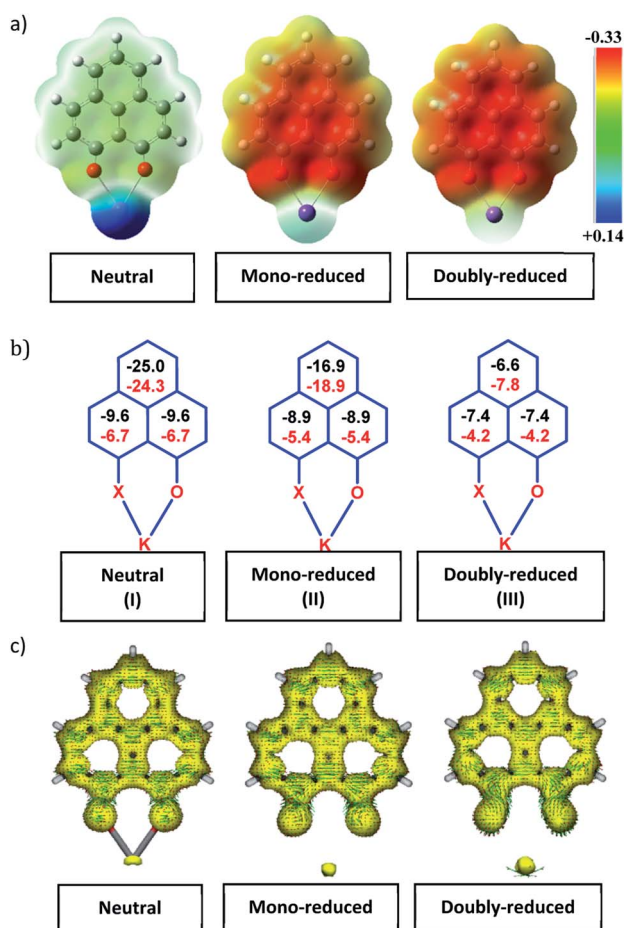 a)
-0.33
+0.14
Neutral
Mono-reduced
Doubly-reduced
b)
-25.0
-24.3
-9.6
-9.6
-6.7
-6.7
X
O
K
Neutral
(I)
-16.9
-18.9
-8.9
-8.9
-5.4
-5.4
X
O
K
Mono-reduced
(II)
-6.6
-7.8
-7.4
-7.4
-4.2
-4.2
X
O
K
Doubly-reduced
(III)
c)
Neutral
Mono-reduced
Doubly-reduced